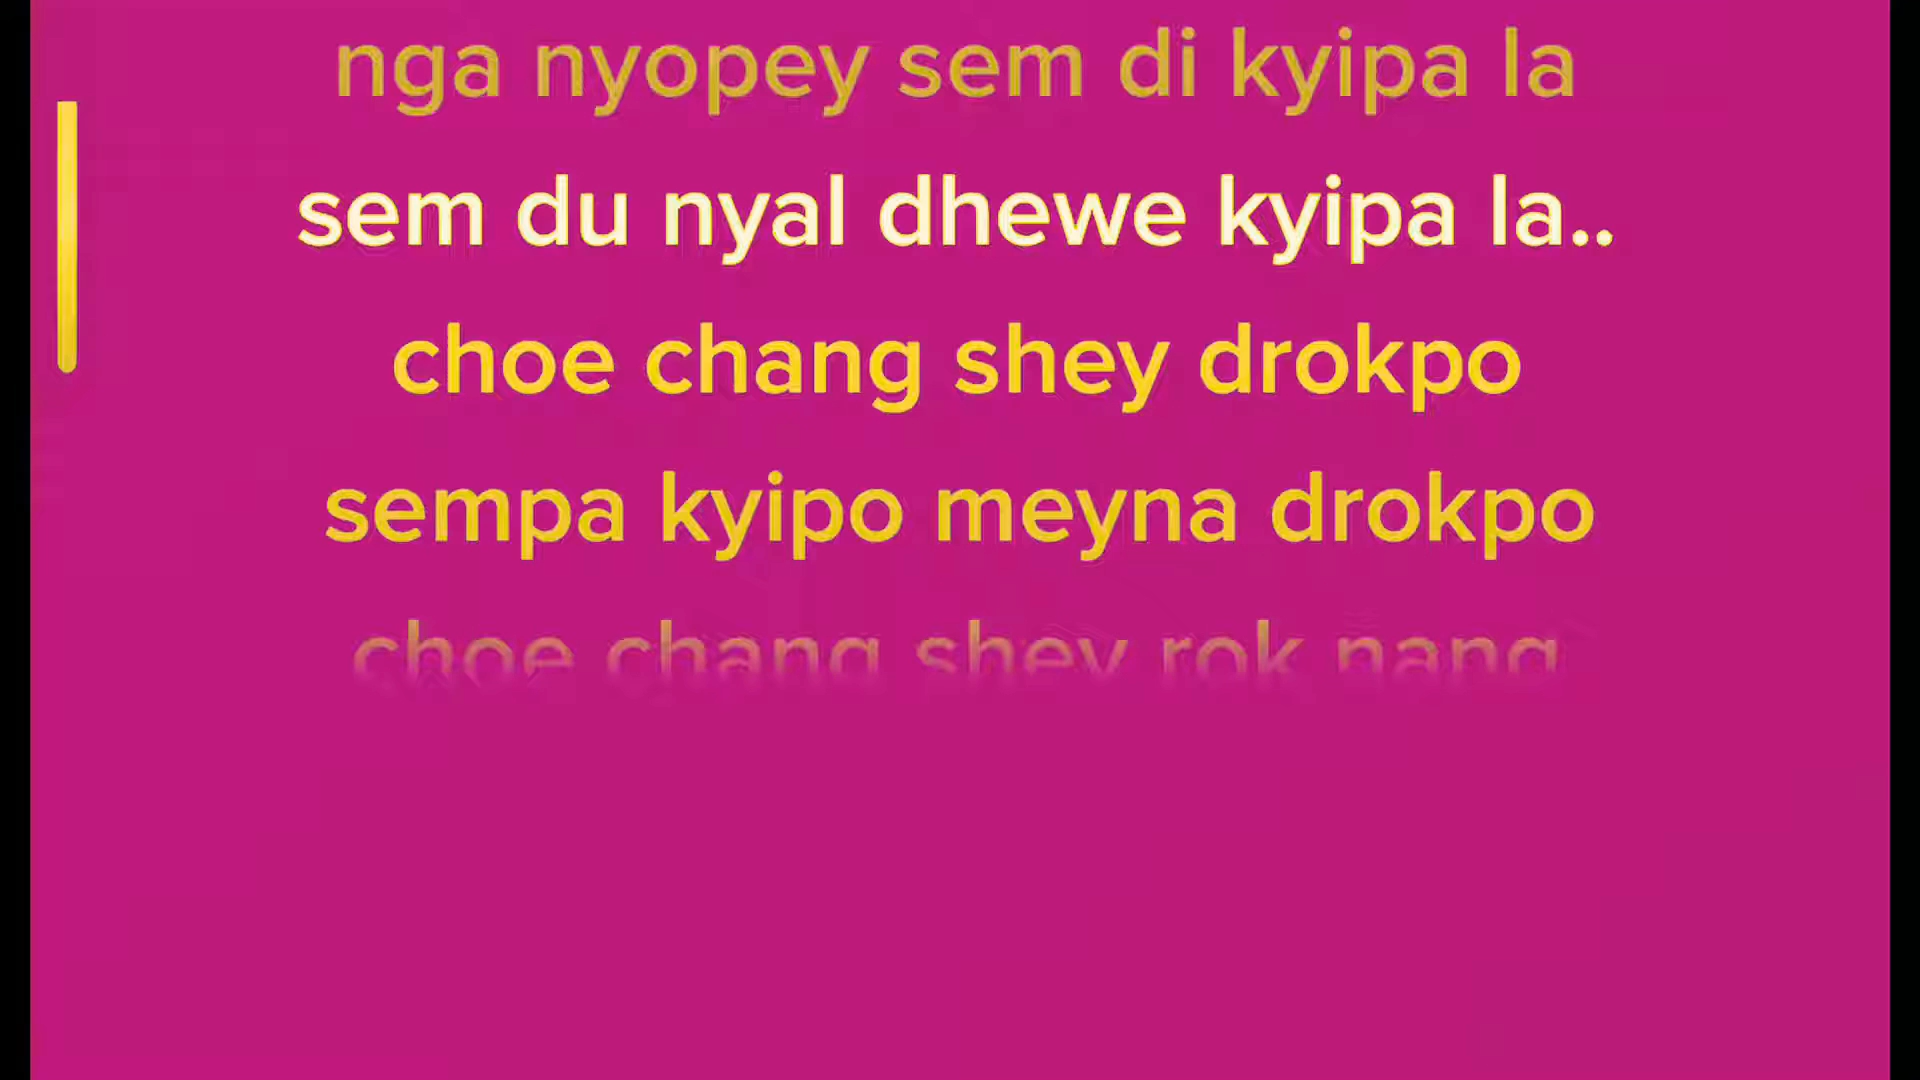 nga nyopey sem di kyipa la
sem du nyal dhewe kyipa la..
choe chang shey drokpo
sempa kyipo meyna drokpo
choe chang shey rok nang